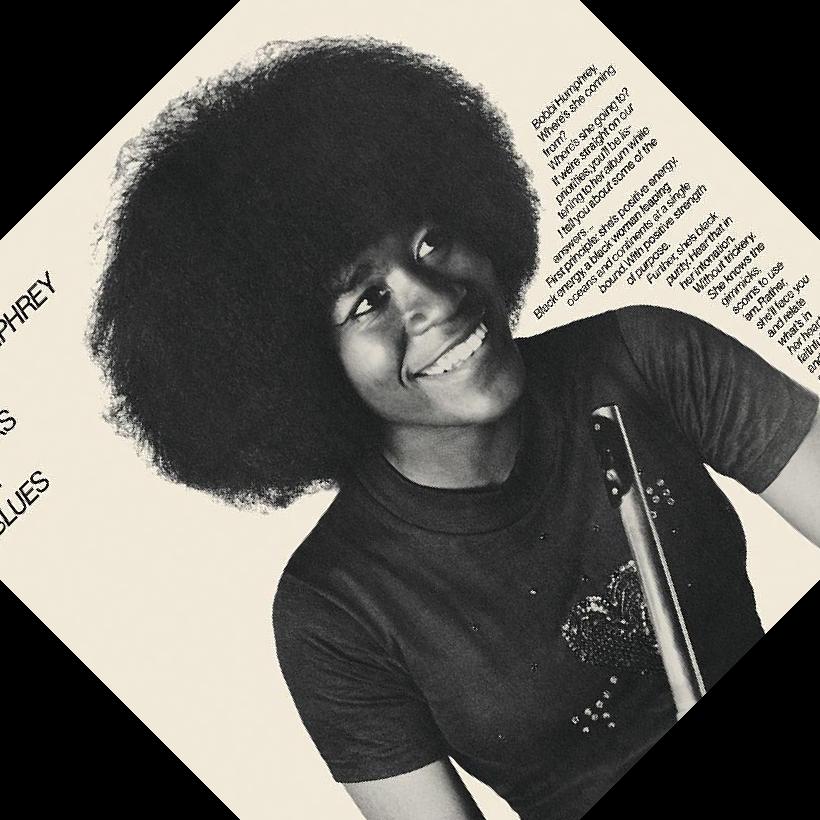 PHREY
S
BLUES
Bobbi Humphrey.
Where's she coming
from?
Where's she going to?
If we're straight on our
priorities, you'll be lis-
tening to her album while
I tell you about some of the
answers...
First principle: she's positive energy.
Black energy, a black woman leaping
oceans and continents at a single
bound. With positive strength
of purpose.
Further, she's black
purity. Hear that in
her intonation.
Without trickery.
She knows the
gimmicks,
scorns to use
'em. Rather,
she'll face you
and relate
what's in
her